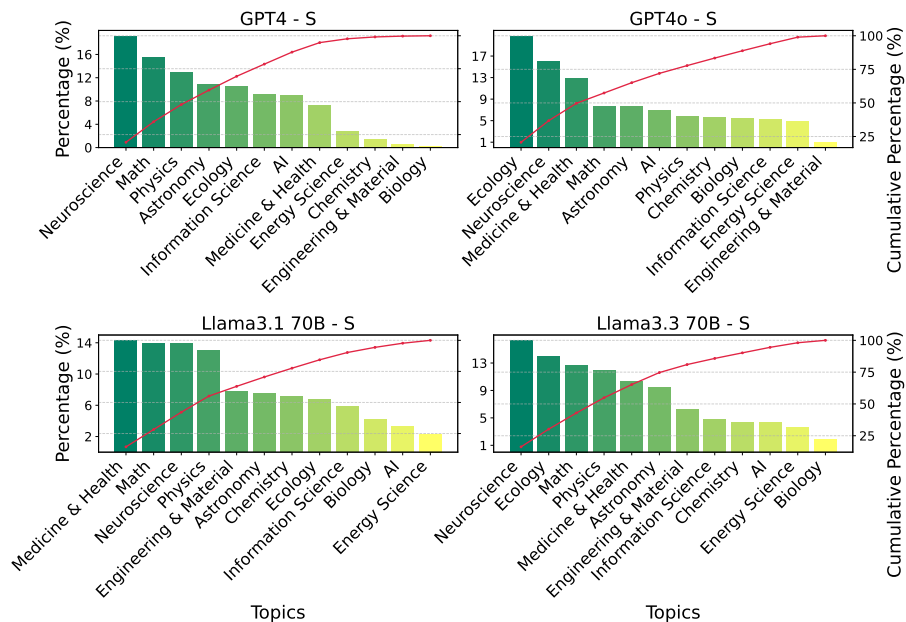 GPT4 - S
Percentage (%)
16
12
8
4
0
Neuroscience
Math
Physics
Astronomy
Ecology
Information Science
AI
Medicine & Health
Energy Science
Chemistry
Engineering & Material
Biology
GPT4o - S
17
13
9
5
1
Ecology
Neuroscience
Medicine & Health
Math
Astronomy
AI
Physics
Chemistry
Biology
Information Science
Energy Science
Engineering & Material
100
75
50
25
Cumulative Percentage (%)
Llama3.1 70B - S
Percentage (%)
14
10
6
2
Medicine & Health
Math
Neuroscience
Physics
Engineering & Material
Astronomy
Chemistry
Ecology
Information Science
Biology
AI
Energy Science
Topics
Llama3.3 70B - S
13
9
5
1
Neuroscience
Ecology
Math
Physics
Medicine & Health
Astronomy
Engineering & Material
Information Science
Chemistry
AI
Energy Science
Biology
100
75
50
25
Cumulative Percentage (%)
Topics